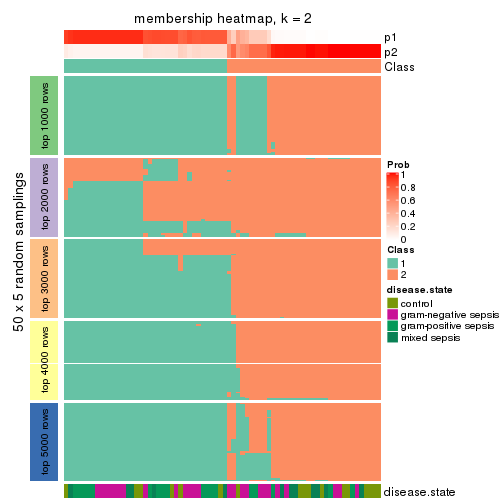 membership heatmap, k = 2
p1
p2
Class
50 x 5 random samplings
top 1000 rows
top 2000 rows
top 3000 rows
top 4000 rows
top 5000 rows
Prob
1
0.8
0.6
0.4
0.2
0
Class
1
2
disease.state
control
gram-negative sepsis
gram-positive sepsis
mixed sepsis
disease.state